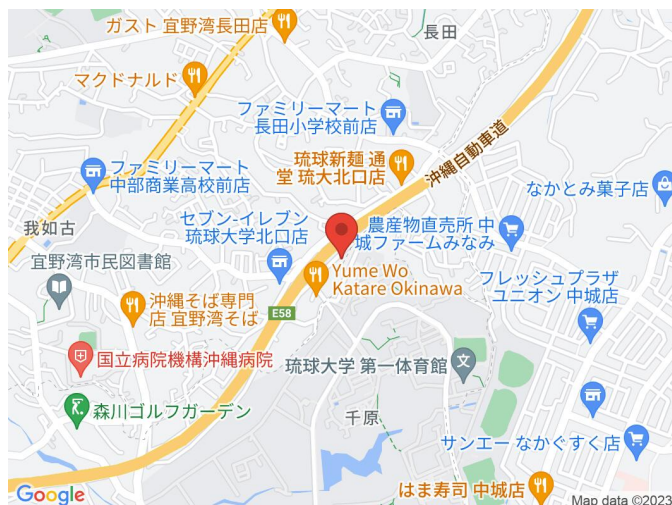 ガスト 宜野湾長田店
長田
マクドナルド
ファミリーマート
長田小学校前店
沖縄自動車道
琉球新麺 通
堂 琉大北口店
ファミリーマート
中部商業高校前店
なかとみ菓子店
我如古
セブン-イレブン
琉球大学北口店
農産物直売所 中
城ファームみなみ
宜野湾市民図書館
Yume Wo
Katare Okinawa
フレッシュプラザ
ユニオン 中城店
沖縄そば専門
店 宜野湾そば
E58
国立病院機構沖縄病院
琉球大学 第一体育館
森川ゴルフガーデン
千原
サンエー なかぐすく店
はま寿司 中城店
Google
Map data ©2023